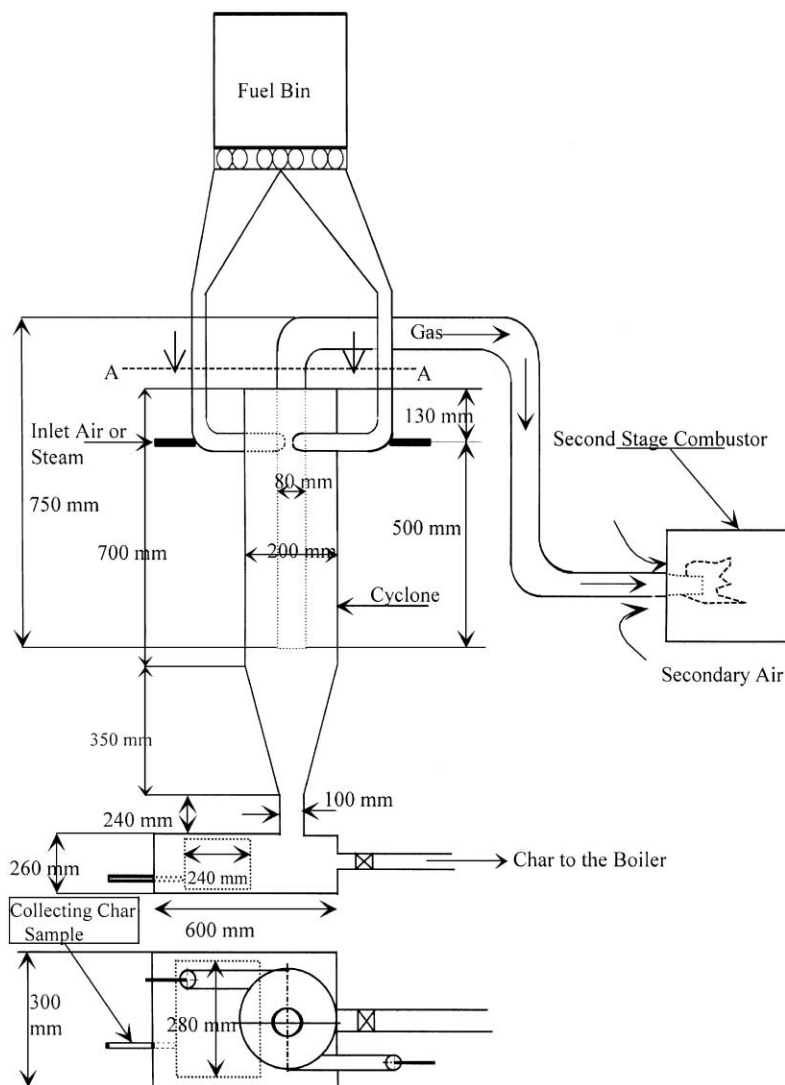 Fuel Bin
Gas
A
A
130 mm
Inlet Air or
Steam
Second Stage Combustor
80 mm
750 mm
500 mm
700 mm
200 mm
Cyclone
Secondary Air
350 mm
100 mm
240 mm
260 mm
240 mm
Char to the Boiler
Collecting Char
Sample
600 mm
300
mm
280 mm